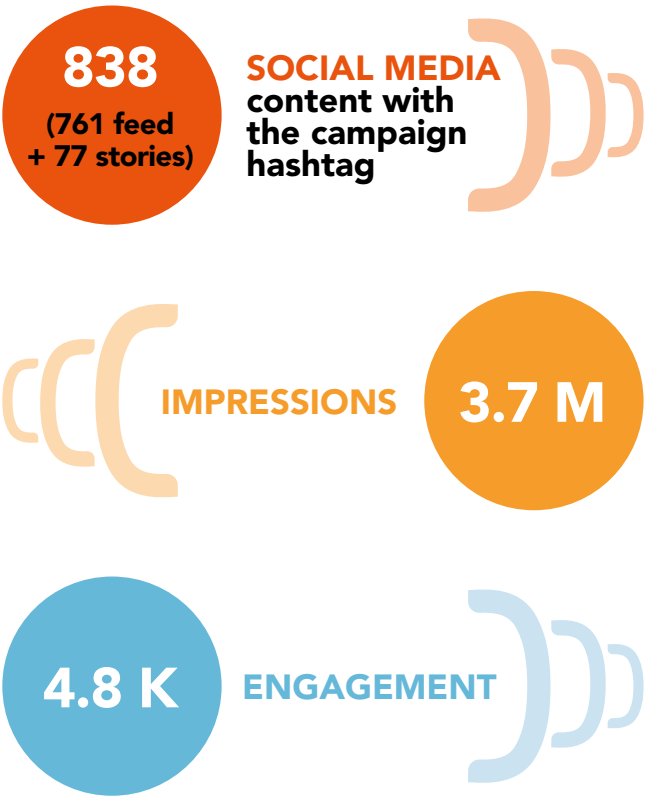 838
(761 feed
+ 77 stories)
SOCIAL MEDIA
content with
the campaign
hashtag
IMPRESSIONS
3.7 M
4.8 K
ENGAGEMENT